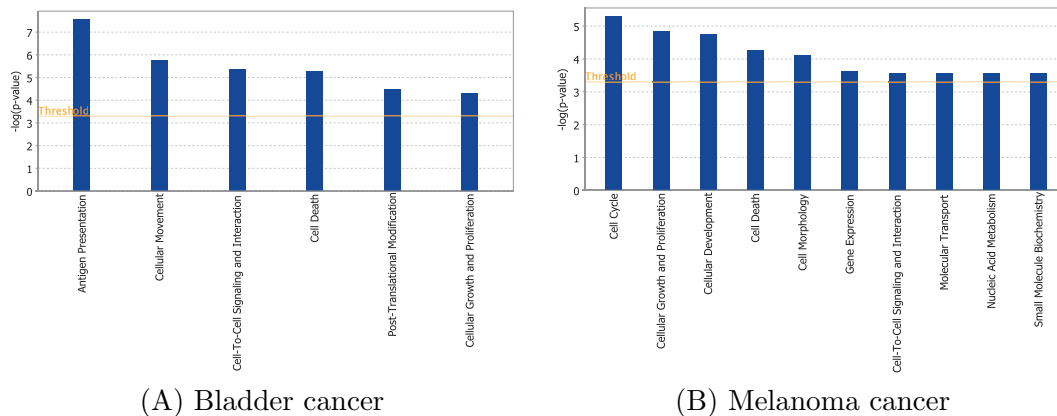 7
6
5
4
3
2
1
0
-log(p-value)
Threshold
Antigen Presentation
Cellular Movement
Cell-To-Cell Signaling and Interaction
Cell Death
Post-Translational Modification
Cellular Growth and Proliferation
(A) Bladder cancer
5
4
3
2
1
0
-log(p-value)
Threshold
Cell Cycle
Cellular Growth and Proliferation
Cellular Development
Cell Death
Cell Morphology
Gene Expression
Cell-To-Cell Signaling and Interaction
Molecular Transport
Nucleic Acid Metabolism
Small Molecule Biochemistry
(B) Melanoma cancer